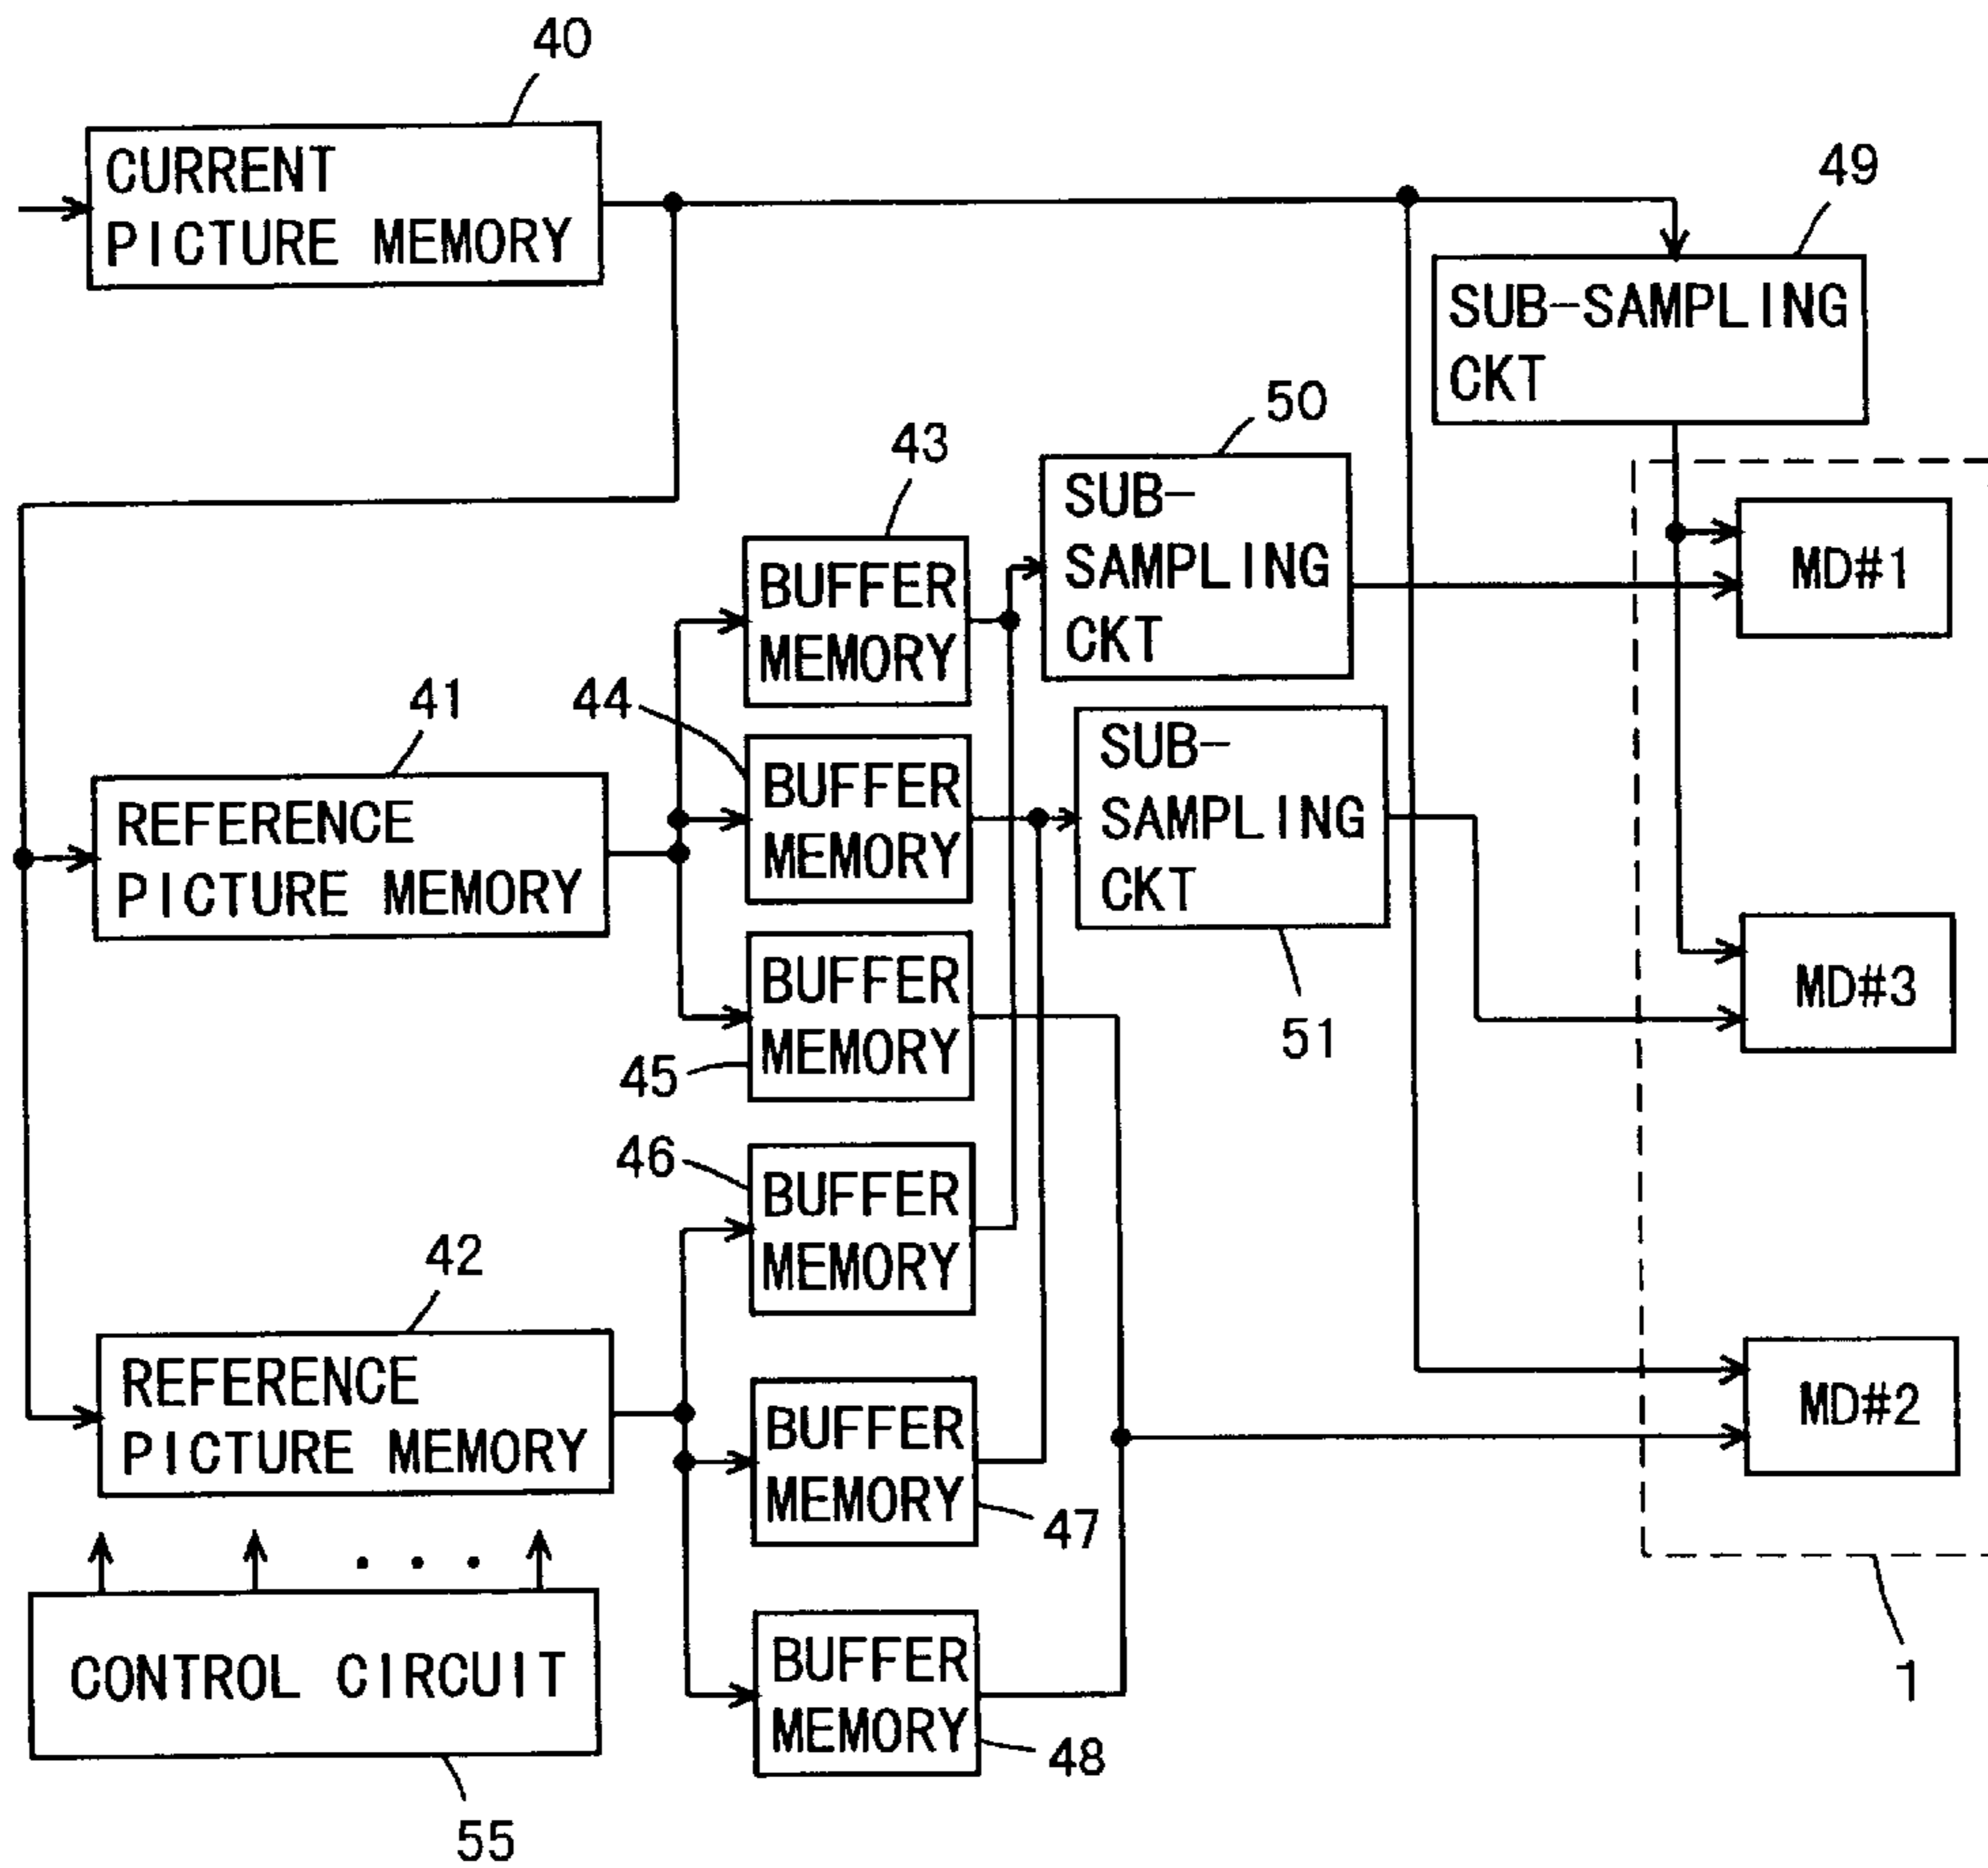 40
CURRENT
PICTURE MEMORY
49
SUB-SAMPLING
CKT
50
SUB-
SAMPLING
CKT
43
BUFFER
MEMORY
MD#1
41
REFERENCE
PICTURE MEMORY
44
BUFFER
MEMORY
SUB-
SAMPLING
CKT
51
MD#3
45
BUFFER
MEMORY
46
BUFFER
MEMORY
42
REFERENCE
PICTURE MEMORY
MD#2
BUFFER
MEMORY
47
. . .
CONTROL CIRCUIT
55
BUFFER
MEMORY
48
1